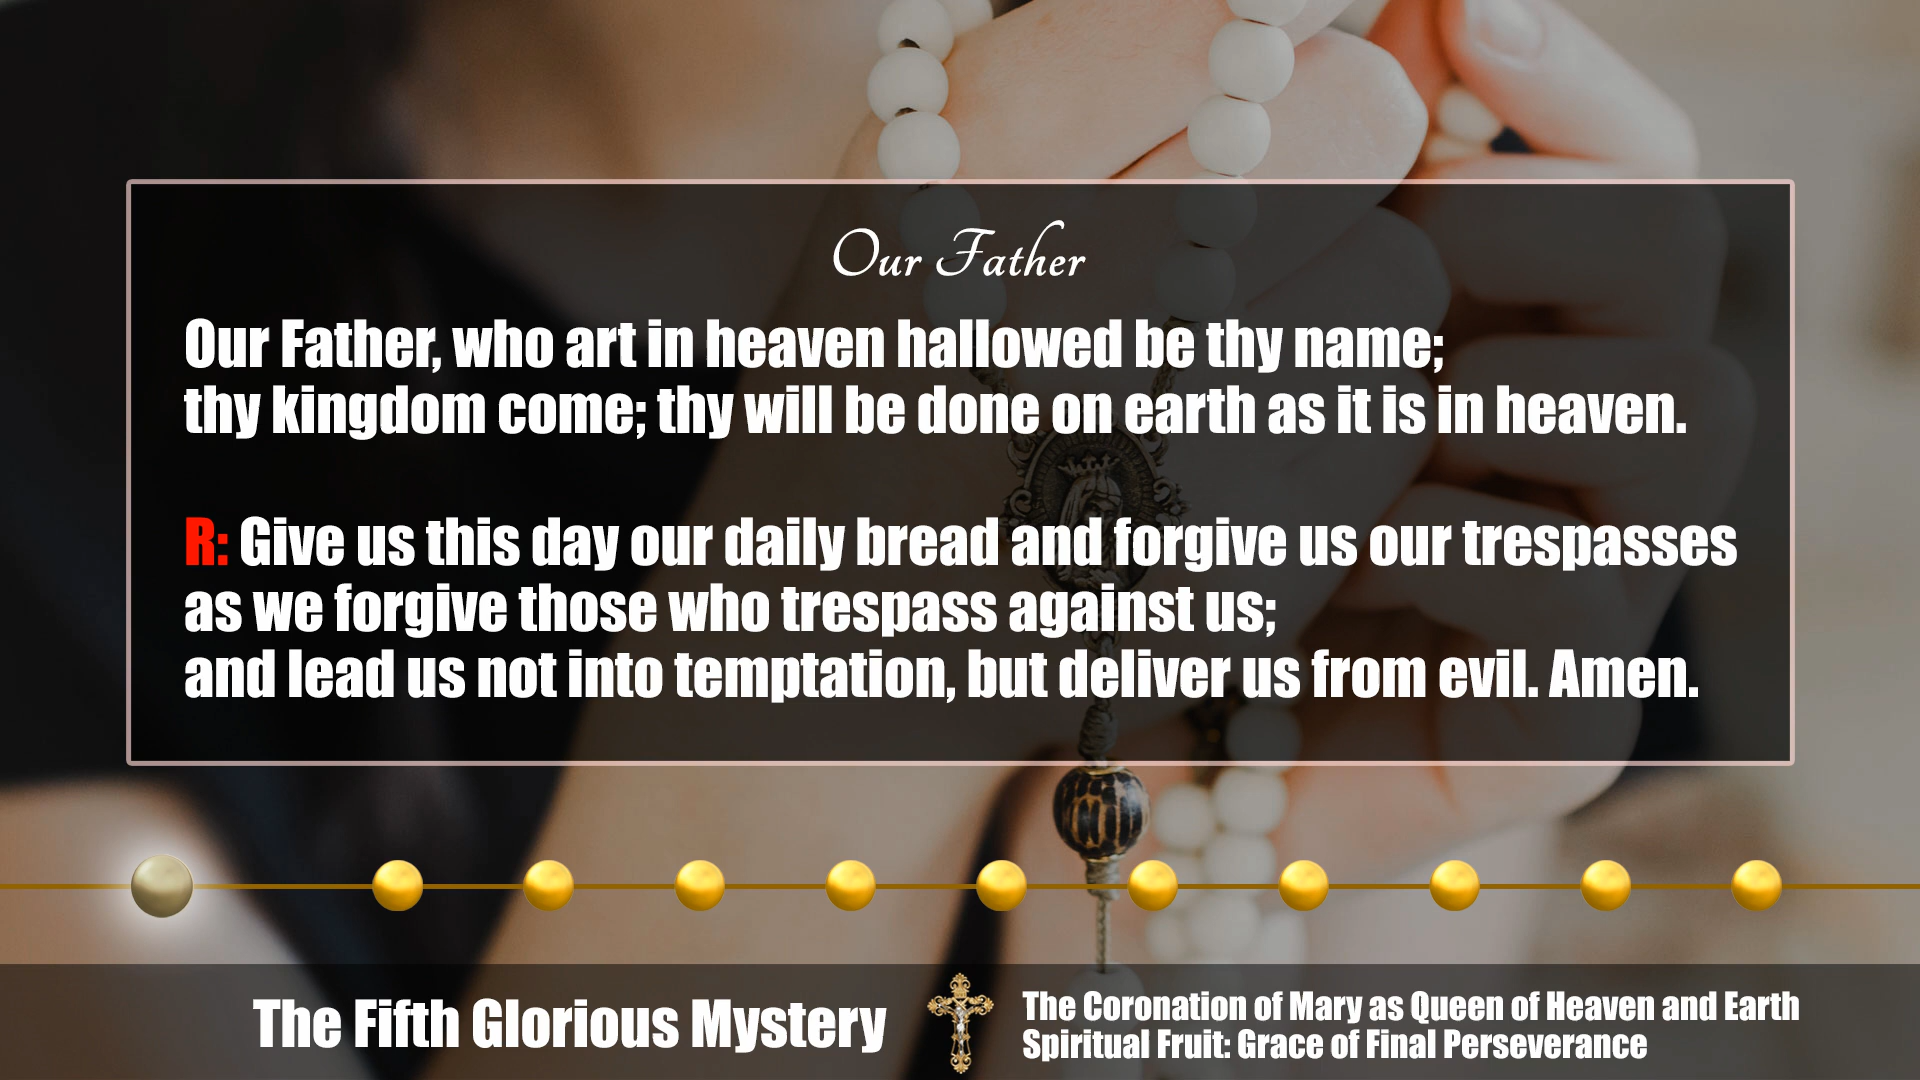 Our Father
Our Father, who art in heaven hallowed be thy name;
thy kingdom come; thy will be done on earth as it is in heaven.
R: Give us this day our daily bread and forgive us our trespasses
as we forgive those who trespass against us;
and lead us not into temptation, but deliver us from evil. Amen.
The Fifth Glorious Mystery
The Coronation of Mary as Queen of Heaven and Earth
Spiritual Fruit: Grace of Final Perseverance